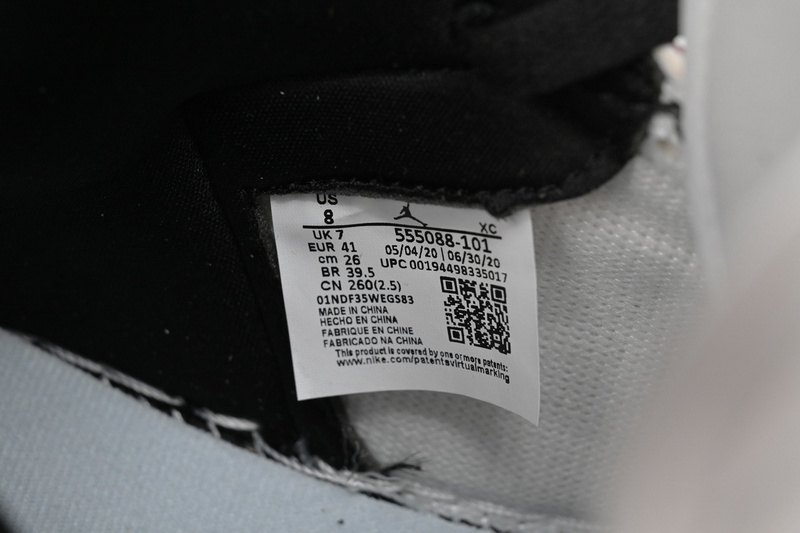 US
8
XC
UK 7
555088-101
EUR 41
05/04/20 | 06/30/20
cm 26
UPC 00194498335017
BR 39.5
CN 260(2.5)
01NDF35WEGS83
MADE IN CHINA
HECHO EN CHINA
FABRIQUE EN CHINE
FABRICADO NA CHINA
This product is covered by one or more patents:
www.nike.com/patentsvirtualmarking